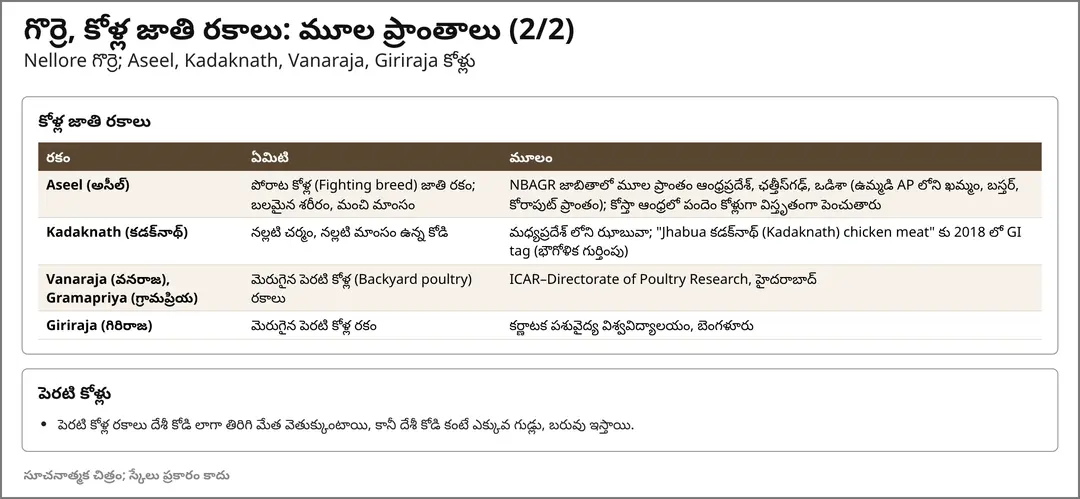 గొర్రె, కోళ్ల జాతి రకాలు: మూల ప్రాంతాలు (2/2)
Nellore గొర్రె; Aseel, Kadaknath, Vanaraja, Giriraja కోళ్లు
కోళ్ల జాతి రకాలు
రకం ఏమిటి మూలం
Aseel (అసీల్) పోరాట కోళ్ల (Fighting breed) జాతి రకం; NBAGR జాబితాలో మూల ప్రాంతం ఆంధ్రప్రదేశ్, ఛత్తీస్‌గఢ్, ఒడిశా (ఉమ్మడి AP లోని ఖమ్మం, బస్తర్,
బలమైన శరీరం, మంచి మాంసం కోరాపుట్ ప్రాంతం); కోస్తా ఆంధ్రలో పందెం కోళ్లుగా విస్తృతంగా పెంచుతారు
Kadaknath (కడక్‌నాథ్) నల్లటి చర్మం, నల్లటి మాంసం ఉన్న కోడి మధ్యప్రదేశ్ లోని ఝాబువా; "Jhabua కడక్‌నాథ్ (Kadaknath) chicken meat" కు 2018 లో GI
tag (భౌగోళిక గుర్తింపు)
Vanaraja (వనరాజ), మెరుగైన పెరటి కోళ్ల (Backyard poultry) ICAR–Directorate of Poultry Research, హైదరాబాద్
Gramapriya (గ్రామప్రియ) రకాలు
Giriraja (గిరిరాజ) మెరుగైన పెరటి కోళ్ల రకం కర్ణాటక పశువైద్య విశ్వవిద్యాలయం, బెంగళూరు
పెరటి కోళ్లు
• పెరటి కోళ్ల రకాలు దేశీ కోడి లాగా తిరిగి మేత వెతుక్కుంటాయి, కానీ దేశీ కోడి కంటే ఎక్కువ గుడ్లు, బరువు ఇస్తాయి.
సూచనాత్మక చిత్రం; స్కేలు ప్రకారం కాదు